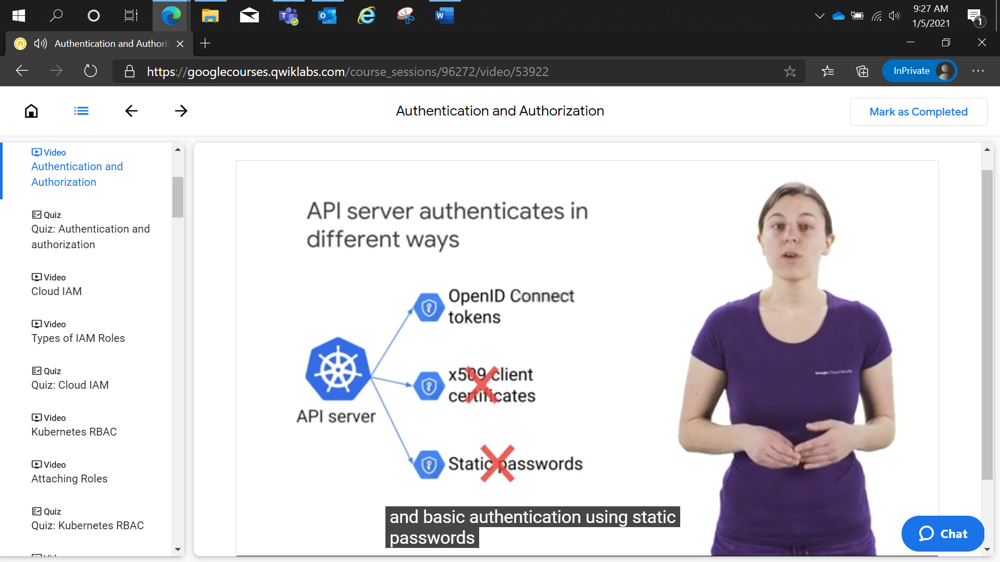 9:27 AM
1/5/2021
1
Authentication and Authoriz
https://googlecourses.qwiklabs.com/course_sessions/96272/video/53922
InPrivate
Authentication and Authorization
Mark as Completed
Video
Authentication and
Authorization
Quiz
Quiz: Authentication and
authorization
Video
Cloud IAM
Video
Types of IAM Roles
Quiz
Quiz: Cloud IAM
Video
Kubernetes RBAC
Video
Attaching Roles
Quiz
Quiz: Kubernetes RBAC
API server authenticates in
different ways
OpenID Connect
tokens
x509 client
certificates
API server
Static passwords
and basic authentication using static
passwords
Chat